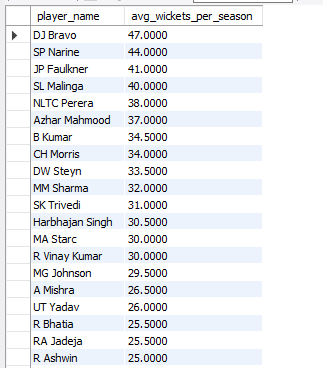 player_name avg_wickets_per_season
DJ Bravo 47.0000
SP Narine 44.0000
JP Faulkner 41.0000
SL Malinga 40.0000
NLTC Perera 38.0000
Azhar Mahmood 37.0000
B Kumar 34.5000
CH Morris 34.0000
DW Steyn 33.5000
MM Sharma 32.0000
SK Trivedi 31.0000
Harbhajan Singh 30.5000
MA Starc 30.0000
R Vinay Kumar 30.0000
MG Johnson 29.5000
A Mishra 26.5000
UT Yadav 26.0000
R Bhatia 25.5000
RA Jadeja 25.5000
R Ashwin 25.0000